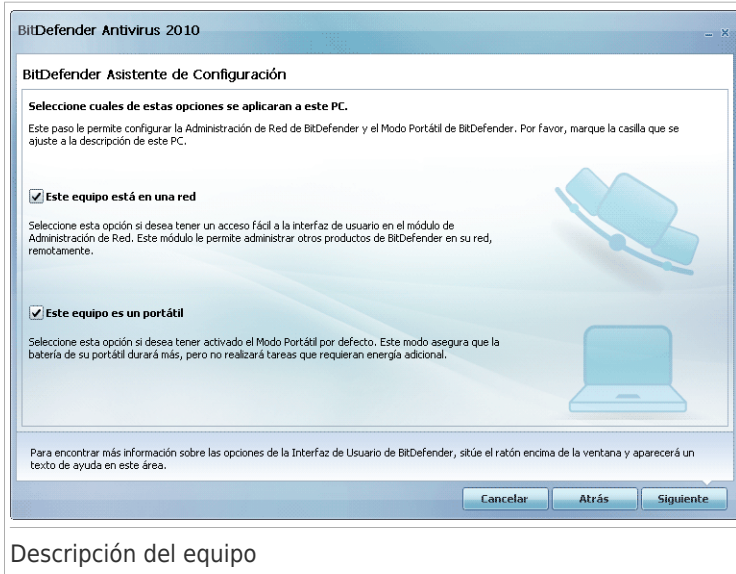 BitDefender Antivirus 2010
BitDefender Asistente de Configuración
Seleccione cuales de estas opciones se aplicaran a este PC.
Este paso le permite configurar la Administración de Red de BitDefender y el Modo Portátil de BitDefender. Por favor, marque la casilla que se
ajuste a la descripción de este PC.
Este equipo está en una red
Seleccione esta opción si desea tener un acceso fácil a la interfaz de usuario en el módulo de
Administración de Red. Este módulo le permite administrar otros productos de BitDefender en su red,
remotamente.
Este equipo es un portátil
Seleccione esta opción si desea tener activado el Modo Portátil por defecto. Este modo asegura que la
batería de su portátil durará más, pero no realizará tareas que requieran energía adicional.
Para encontrar más información sobre las opciones de la Interfaz de Usuario de BitDefender, sitúe el ratón encima de la ventana y aparecerá un
texto de ayuda en este área.
Cancelar Atrás Siguiente
Descripción del equipo